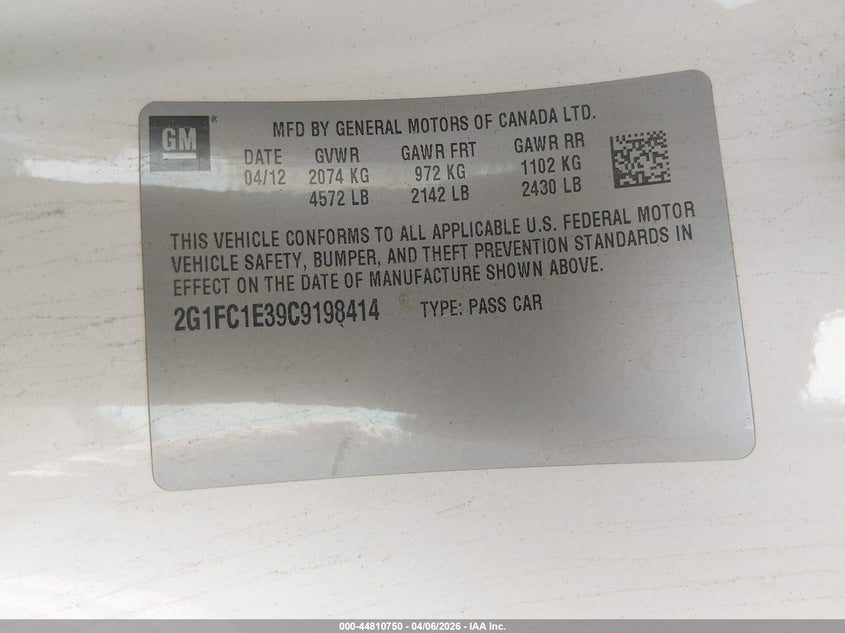 GM®
MFD BY GENERAL MOTORS OF CANADA LTD.
DATE GVWR GAWR FRT GAWR RR
04/12 2074 KG 972 KG 1102 KG
4572 LB 2142 LB 2430 LB
THIS VEHICLE CONFORMS TO ALL APPLICABLE U.S. FEDERAL MOTOR
VEHICLE SAFETY, BUMPER, AND THEFT PREVENTION STANDARDS IN
EFFECT ON THE DATE OF MANUFACTURE SHOWN ABOVE.
2G1FC1E39C9198414 TYPE: PASS CAR
000-44810750 - 04/06/2026 - IAA Inc.